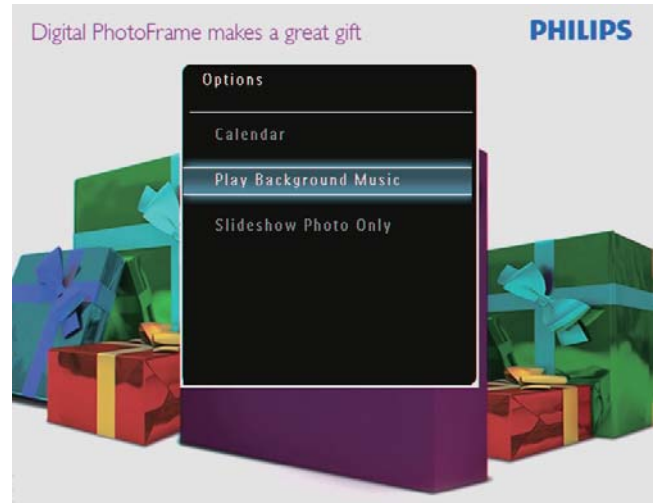 Digital PhotoFrame makes a great gift
PHILIPS
Options
Calendar
Play Background Music
Slideshow Photo Only